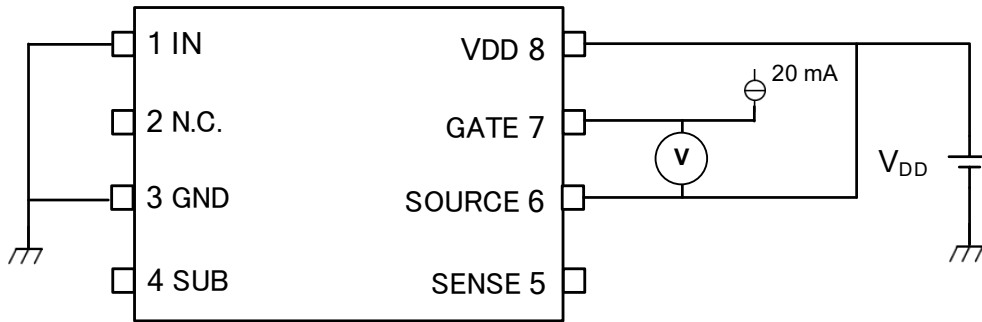 1 IN
VDD 8
20 mA
2 N.C.
GATE 7
V
VDD
3 GND
SOURCE 6
4 SUB
SENSE 5